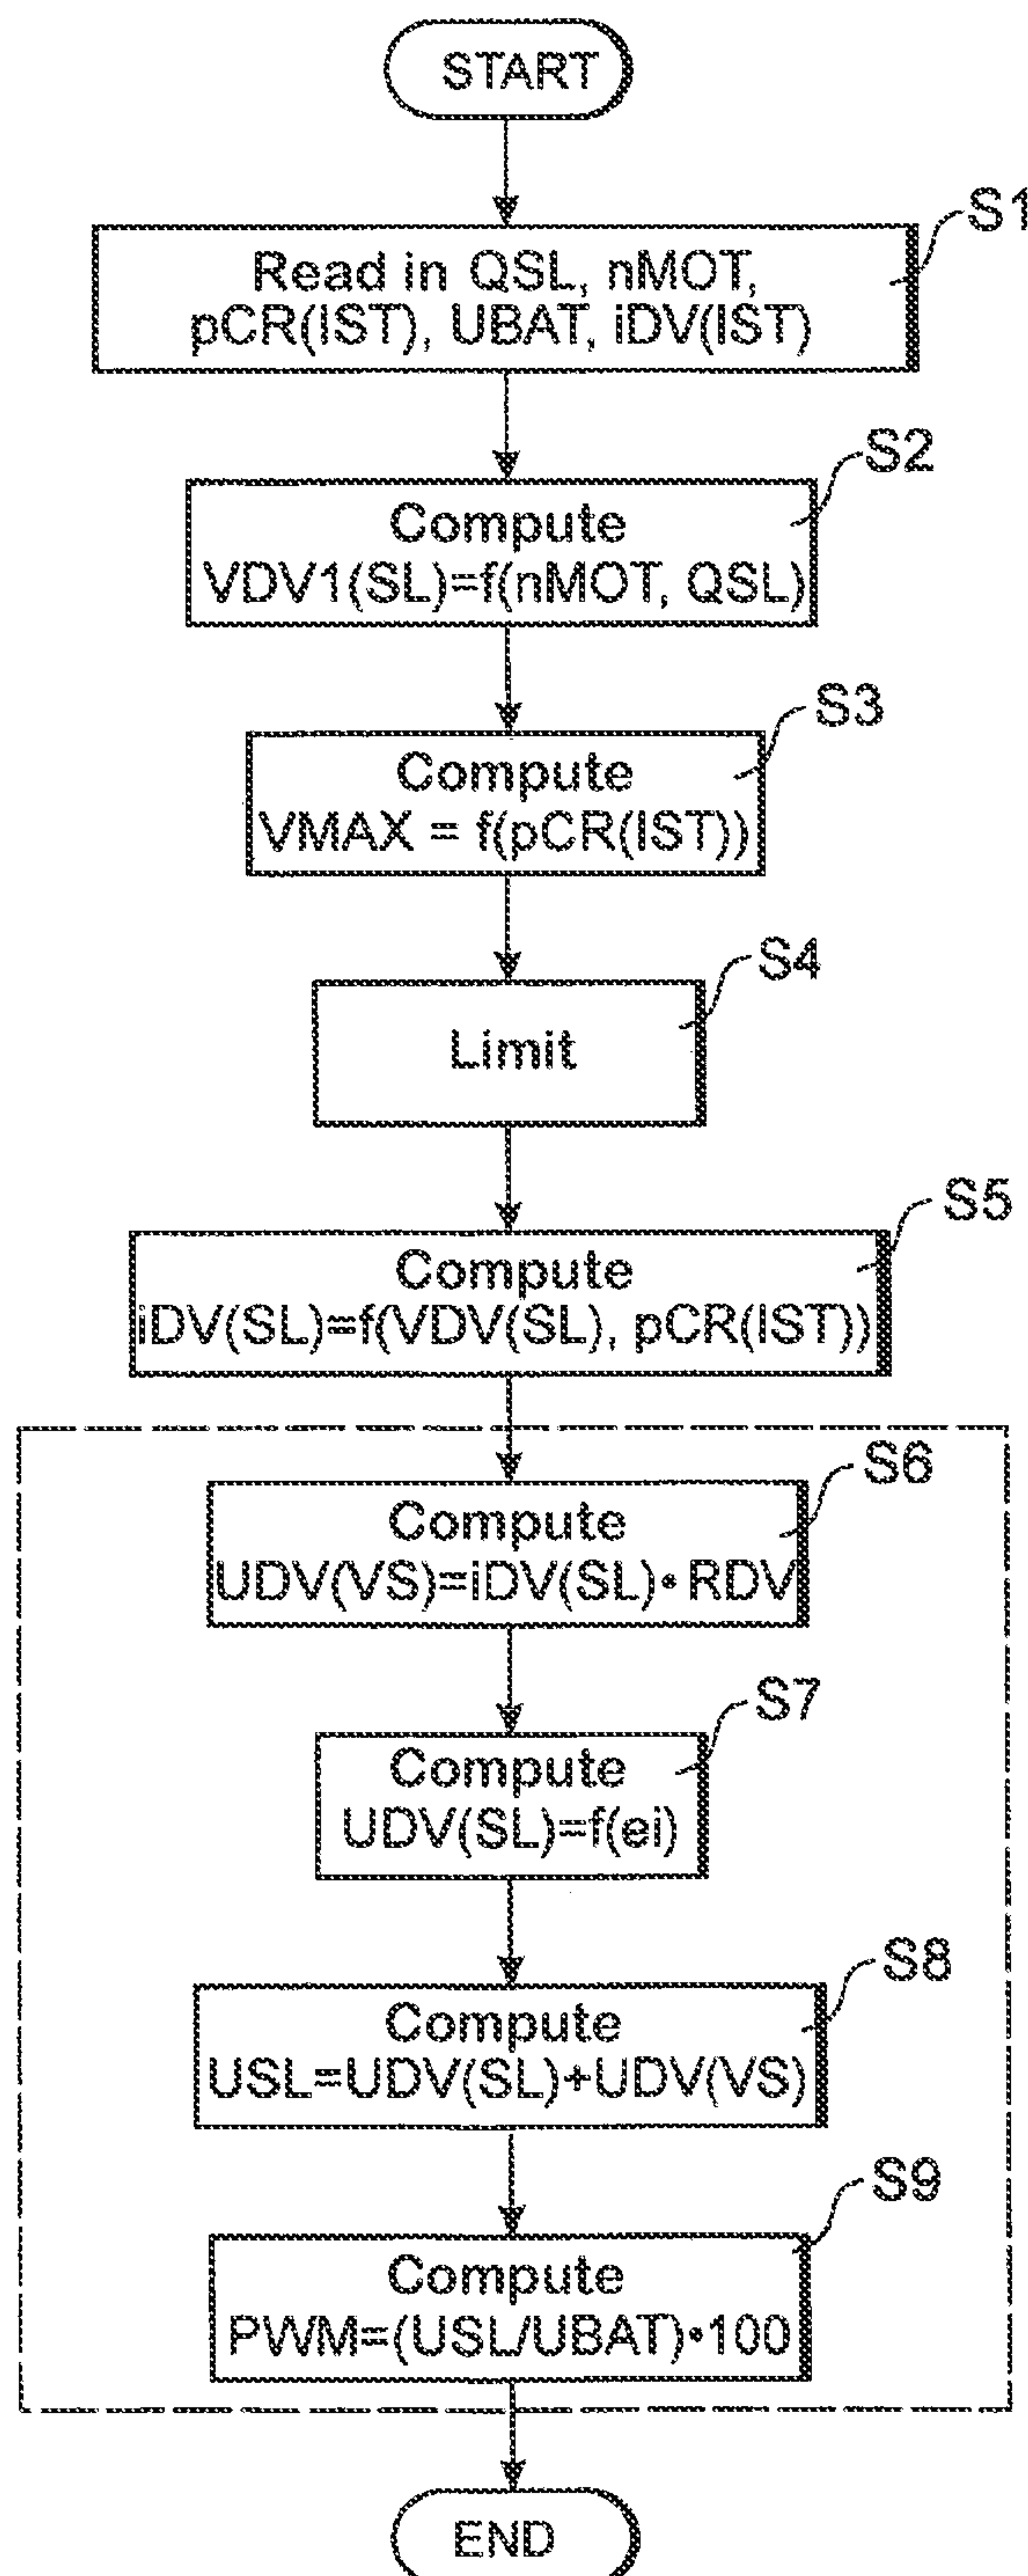 START
S1
Read in QSL, nMOT,
pCR(IST), UBAT, iDV(IST)
S2
Compute
VDV1(SL)=f(nMOT, QSL)
S3
Compute
VMAX = f(pCR(IST))
S4
Limit
S5
Compute
iDV(SL)=f(VDV(SL), pCR(IST))
S6
Compute
UDV(VS)=iDV(SL)•RDV
S7
Compute
UDV(SL)=f(ei)
S8
Compute
USL=UDV(SL)+UDV(VS)
S9
Compute
PWM=(USL/UBAT)•100
END